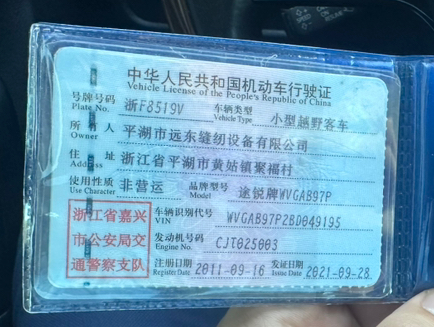 中华人民共和国机动车行驶证
Vehicle License of the People's Republic of China
号牌号码 浙F8519V 车辆类型 小型越野客车
Plate No. Vehicle Type
所有人 平湖市远东缝纫设备有限公司
Owner
住址 浙江省平湖市黄姑镇聚福村
Address
使用性质 非营运 品牌型号 途锐牌WVGAB97P
Use Character Model
浙江省嘉兴 车辆识别代号 WVGAB97P2BD049195
VIN
市公安局交 发动机号码 CJT025003
Engine No.
通警察支队 注册日期 2011-09-16 发证日期 2021-09-28
Register Date Issue Date